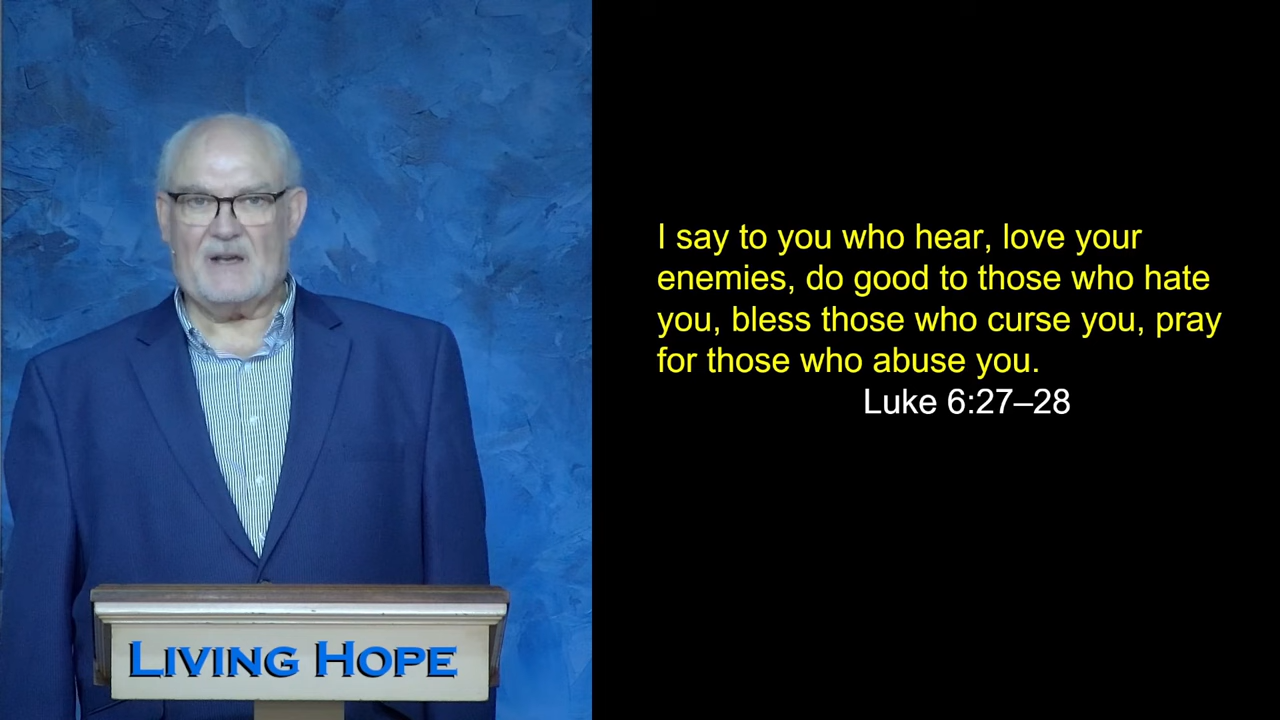 I say to you who hear, love your
enemies, do good to those who hate
you, bless those who curse you, pray
for those who abuse you.
Luke 6:27–28
LIVING HOPE